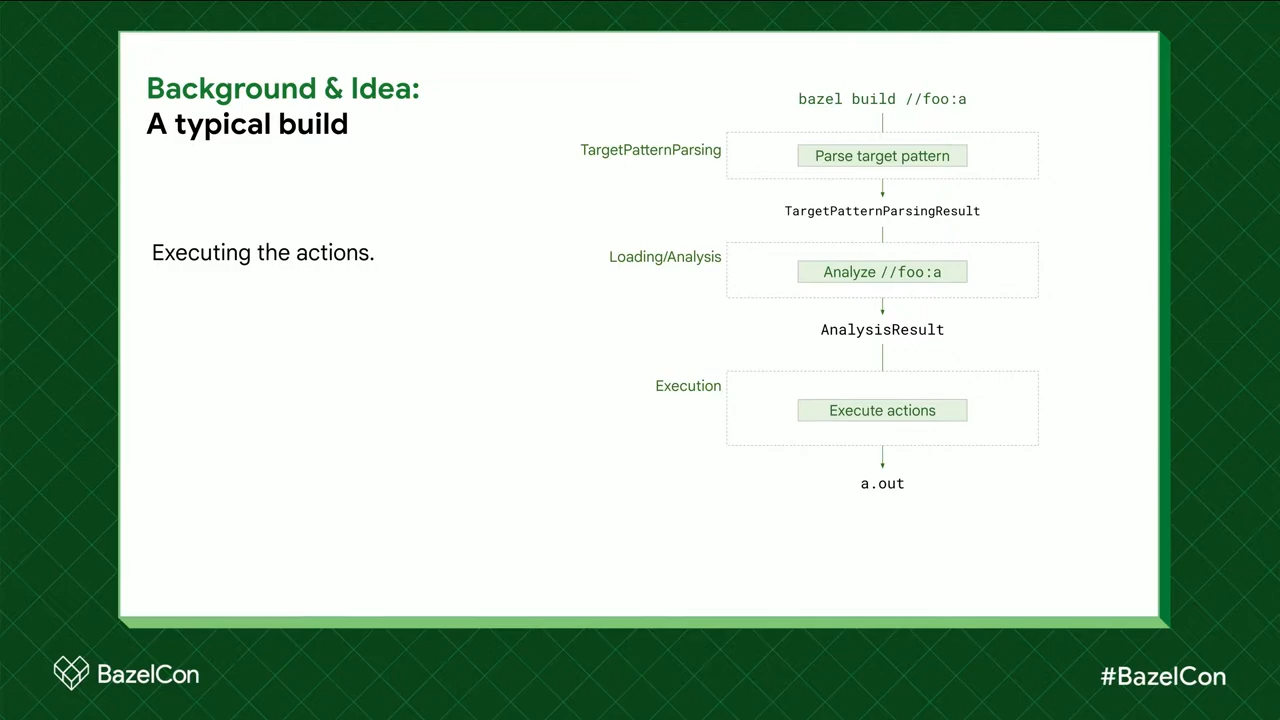 Background & Idea:
A typical build
Executing the actions.
bazel build //foo:a
TargetPatternParsing
Parse target pattern
TargetPatternParsingResult
Loading/Analysis
Analyze //foo:a
AnalysisResult
Execution
Execute actions
a.out
BazelCon
#BazelCon